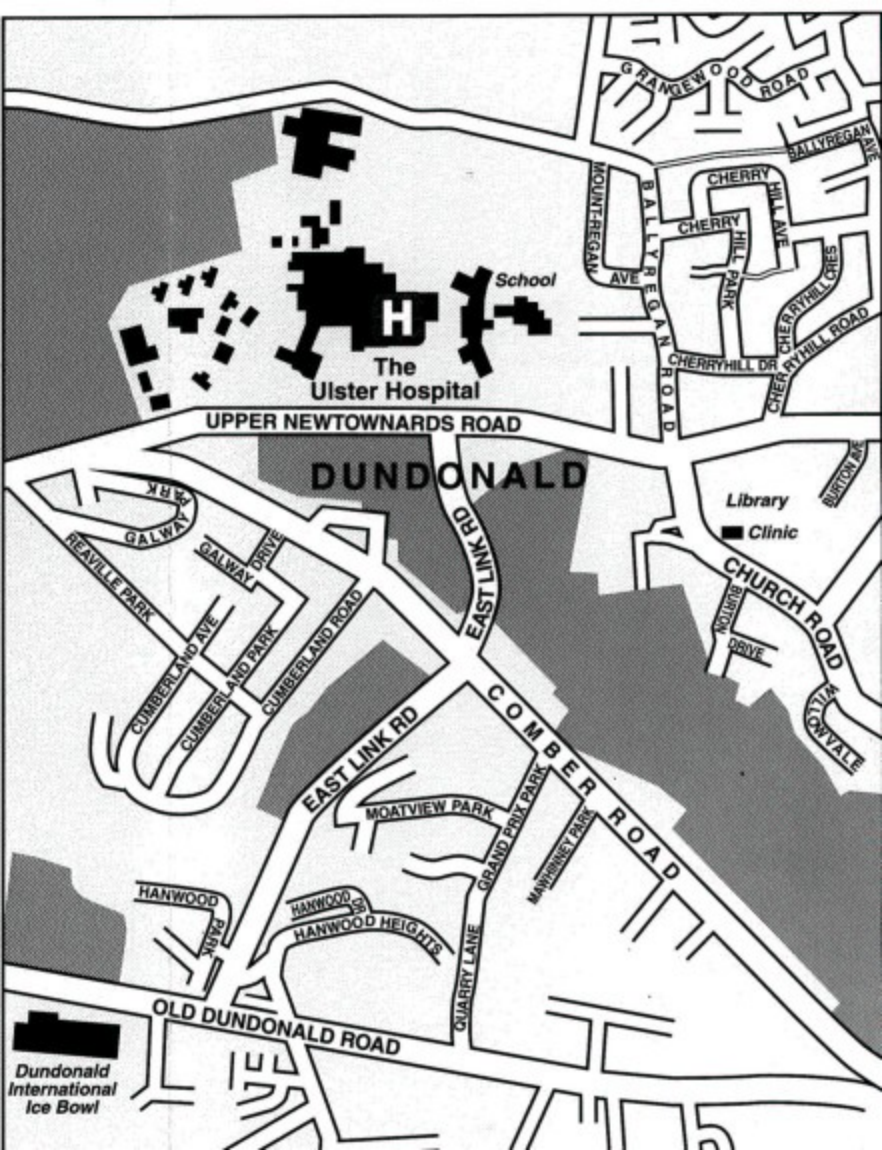 GRANGEWOOD ROAD
BALLYREGAN AVE
MOUNT-REGAN AVE
BALLYREGAN ROAD
CHERRY HILL AVE
CHERRY HILL PARK
CHERRYHILL CRES
CHERRYHILL DR
CHERRYHILL ROAD
School
H
The
Ulster Hospital
UPPER NEWTOWNARDS ROAD
DUNDONALD
BURTON AVE
Library
Clinic
PARK
GALWAY
GALWAY DRIVE
EAST LINK RD
REAVILLE PARK
CHURCH ROAD
BURTON DRIVE
CUMBERLAND AVE
CUMBERLAND PARK
CUMBERLAND ROAD
WILLOWVALE
COMBER ROAD
EAST LINK RD
MOATVIEW PARK
GRAND PRIX PARK
MAWHINNEY PARK
HANWOOD PARK
HANWOOD DR
HANWOOD HEIGHTS
QUARRY LANE
OLD DUNDONALD ROAD
Dundonald
International
Ice Bowl